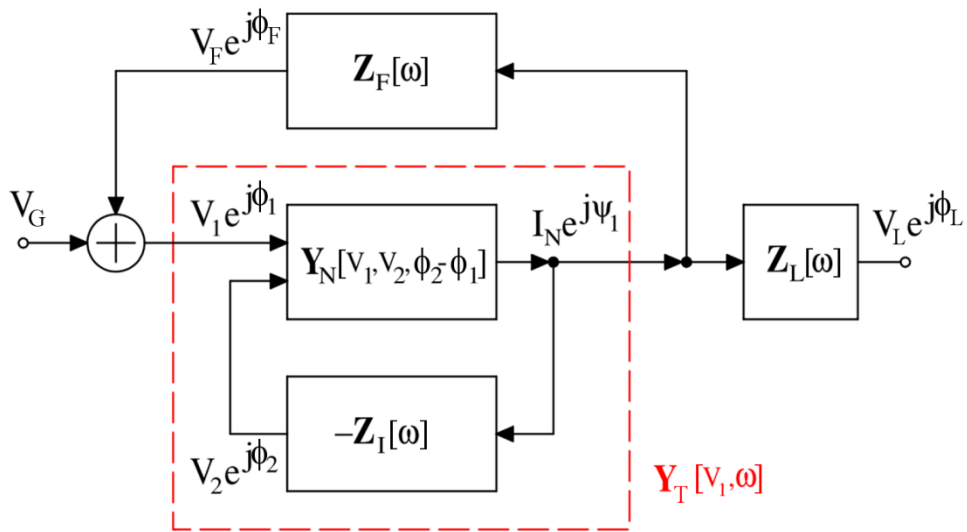 V_F e^{jϕ_F}
Z_F[ω]
V_G
V_1 e^{jϕ_1}
Y_N[V_1,V_2,ϕ_2-ϕ_1]
I_N e^{jψ_1}
Z_L[ω]
V_L e^{jϕ_L}
–Z_I[ω]
V_2 e^{jϕ_2}
Y_T[V_1,ω]